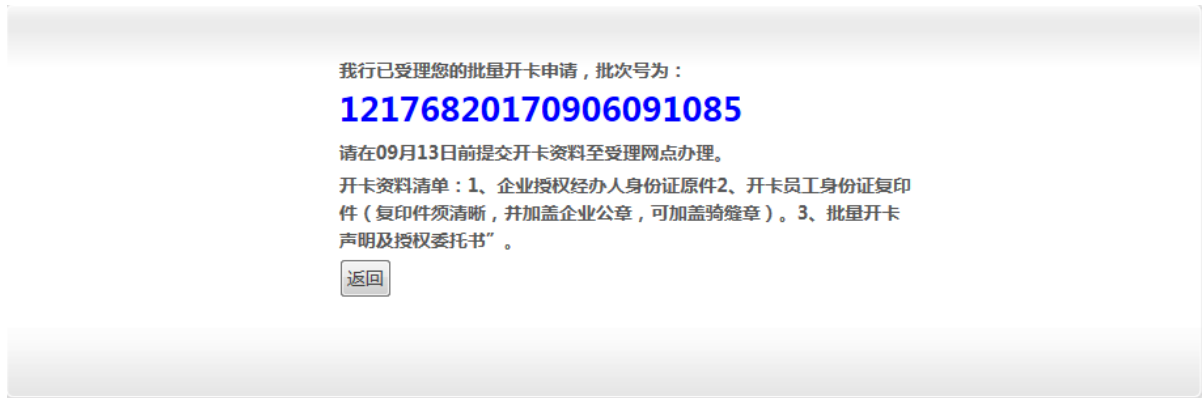 我行已受理您的批量开卡申请，批次号为：
12176820170906091085
请在09月13日前提交开卡资料至受理网点办理。
开卡资料清单：1、企业授权经办人身份证原件2、开卡员工身份证复印
件（复印件须清晰，并加盖企业公章，可加盖骑缝章）。3、批量开卡
声明及授权委托书”。
返回